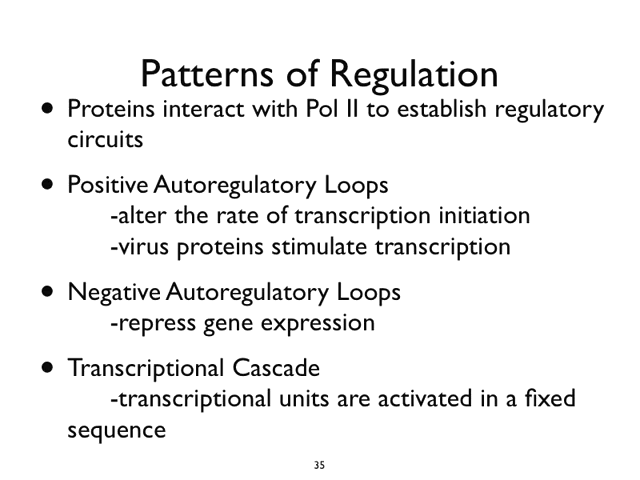 Patterns of Regulation
• Proteins interact with Pol II to establish regulatory
circuits
• Positive Autoregulatory Loops
-alter the rate of transcription initiation
-virus proteins stimulate transcription
• Negative Autoregulatory Loops
-repress gene expression
• Transcriptional Cascade
-transcriptional units are activated in a fixed
sequence
35